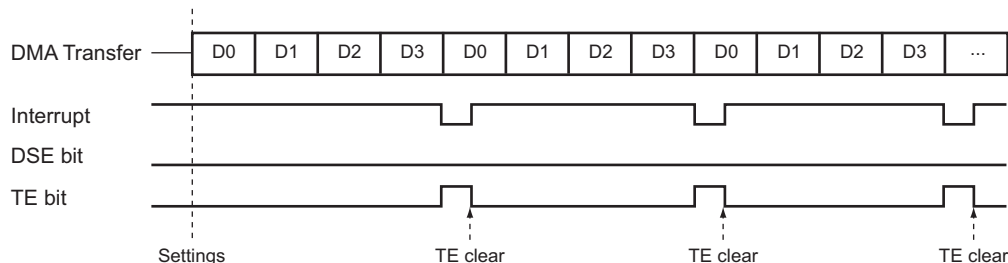 DMA Transfer D0 D1 D2 D3 D0 D1 D2 D3 D0 D1 D2 D3 ...
Interrupt
DSE bit
TE bit
Settings TE clear TE clear TE clear